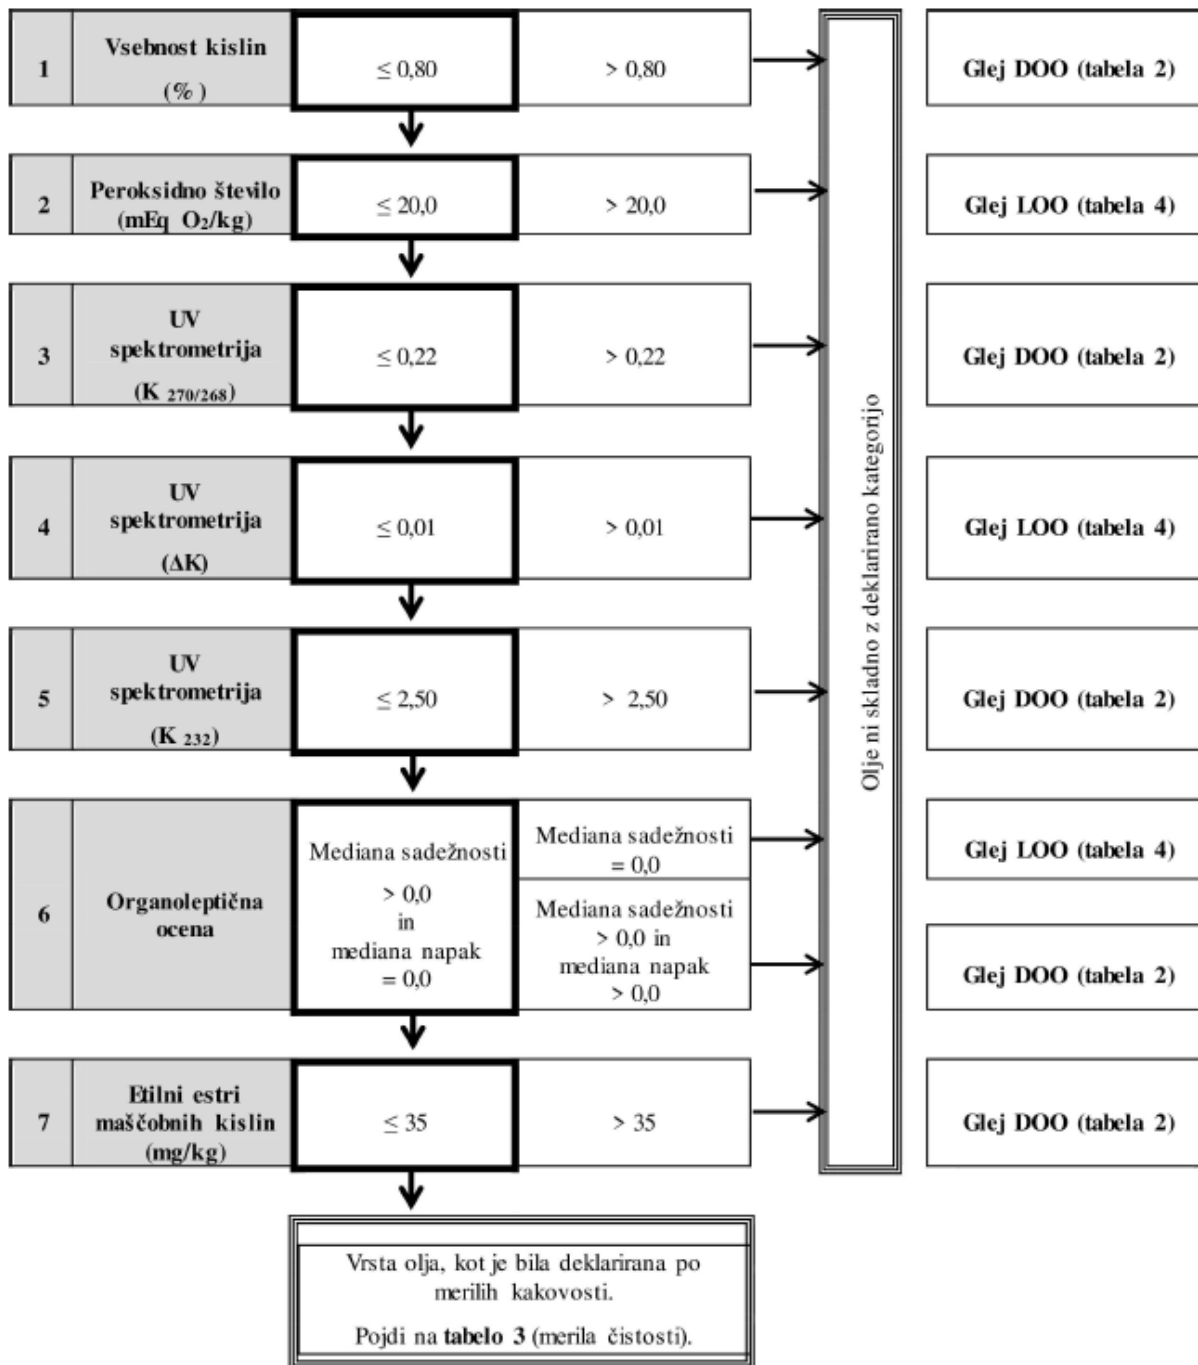 1
Vsebnost kislin
(%)
≤ 0,80
> 0,80
Glej DOO (tabela 2)
2
Peroksidno število
(mEq O₂/kg)
≤ 20,0
> 20,0
Glej LOO (tabela 4)
3
UV
spektrometrija
(K 270/268)
≤ 0,22
> 0,22
Glej DOO (tabela 2)
4
UV
spektrometrija
(ΔK)
≤ 0,01
> 0,01
Glej LOO (tabela 4)
5
UV
spektrometrija
(K 232)
≤ 2,50
> 2,50
Glej DOO (tabela 2)
6
Organoleptična
ocena
Mediana sadežnosti
> 0,0
in
mediana napak
= 0,0
Mediana sadežnosti
= 0,0
Glej LOO (tabela 4)
Mediana sadežnosti
> 0,0 in
mediana napak
> 0,0
Glej DOO (tabela 2)
7
Etilni estri
maščobnih kislin
(mg/kg)
≤ 35
> 35
Glej DOO (tabela 2)
Olje ni skladno z deklarirano kategorijo
Vrsta olja, kot je bila deklarirana po
merilih kakovosti.
Pojdi na tabelo 3 (merila čistosti).